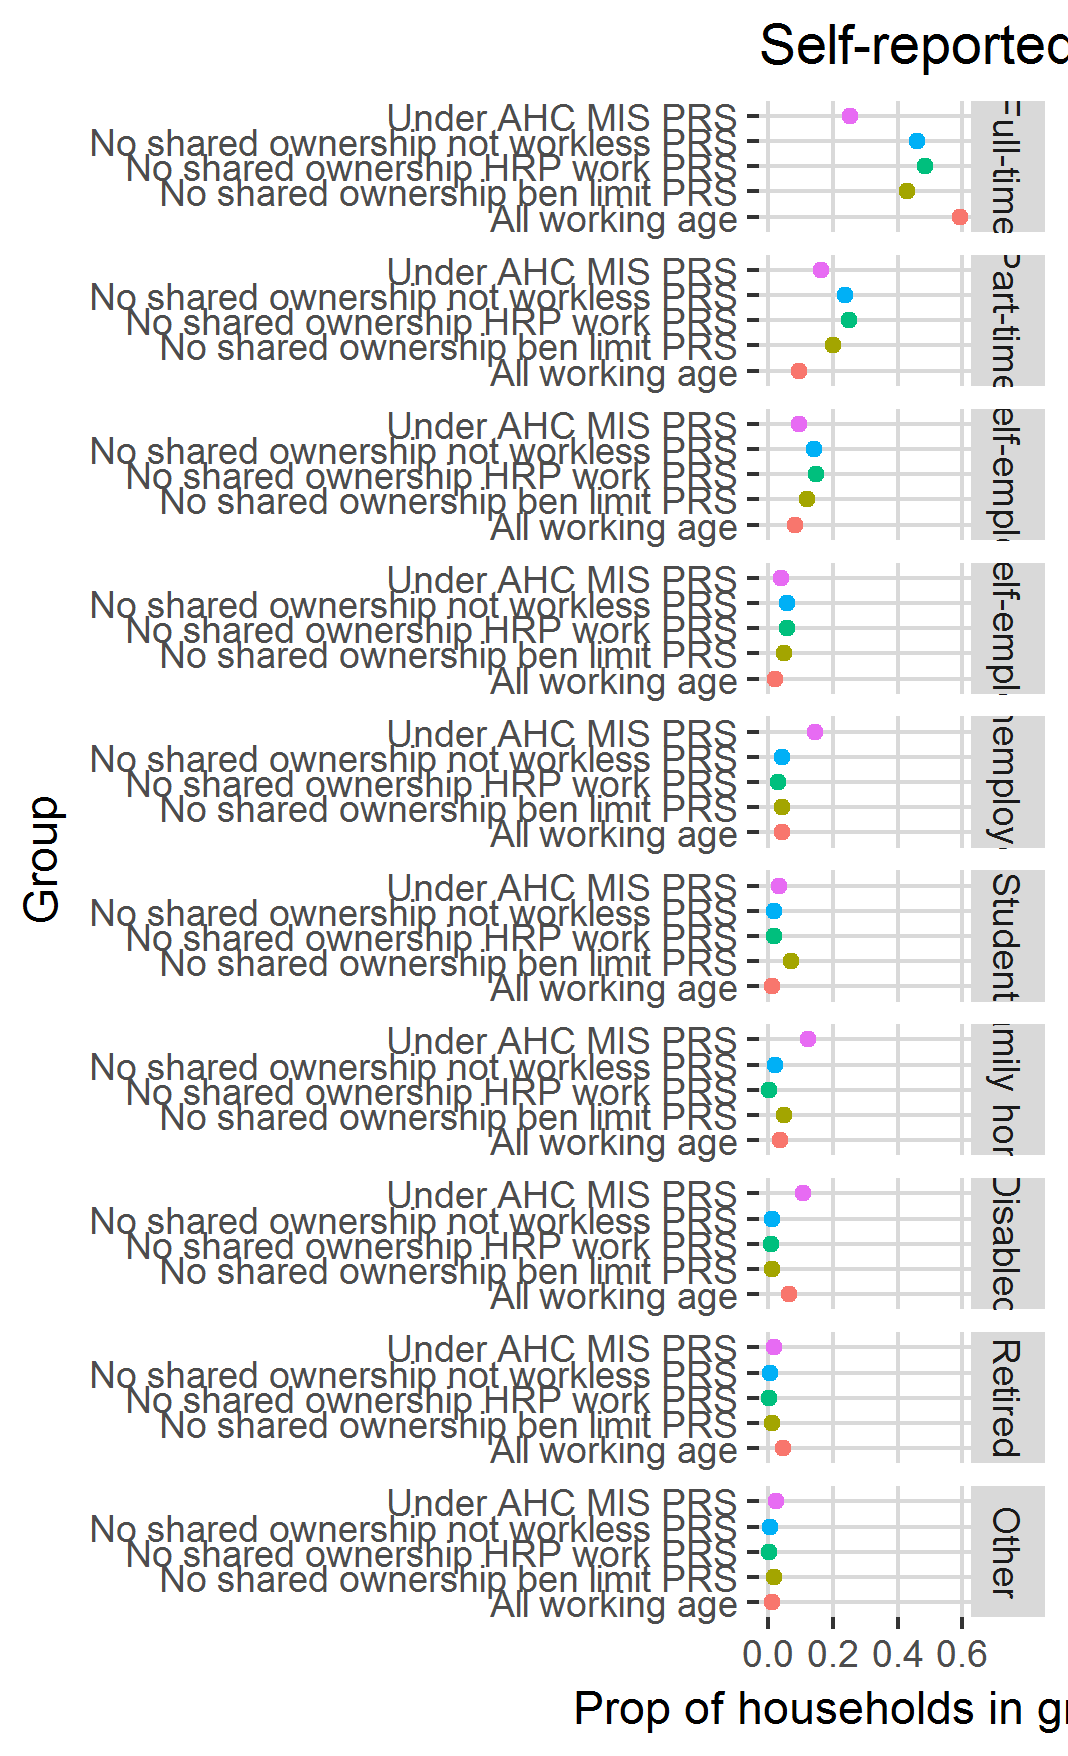 Self-reported
Under AHC MIS PRS
No shared ownership not workless PRS
No shared ownership HRP work PRS
No shared ownership ben limit PRS
All working age
Full-time
Under AHC MIS PRS
No shared ownership not workless PRS
No shared ownership HRP work PRS
No shared ownership ben limit PRS
All working age
Part-time
Under AHC MIS PRS
No shared ownership not workless PRS
No shared ownership HRP work PRS
No shared ownership ben limit PRS
All working age
elf-emplo
Under AHC MIS PRS
No shared ownership not workless PRS
No shared ownership HRP work PRS
No shared ownership ben limit PRS
All working age
elf-empl
Under AHC MIS PRS
No shared ownership not workless PRS
No shared ownership HRP work PRS
No shared ownership ben limit PRS
All working age
nemploy
Under AHC MIS PRS
No shared ownership not workless PRS
No shared ownership HRP work PRS
No shared ownership ben limit PRS
All working age
Student
Under AHC MIS PRS
No shared ownership not workless PRS
No shared ownership HRP work PRS
No shared ownership ben limit PRS
All working age
mily hor
Under AHC MIS PRS
No shared ownership not workless PRS
No shared ownership HRP work PRS
No shared ownership ben limit PRS
All working age
Disabled
Under AHC MIS PRS
No shared ownership not workless PRS
No shared ownership HRP work PRS
No shared ownership ben limit PRS
All working age
Retired
Under AHC MIS PRS
No shared ownership not workless PRS
No shared ownership HRP work PRS
No shared ownership ben limit PRS
All working age
Other
Group
0.0 0.2 0.4 0.6
Prop of households in gr